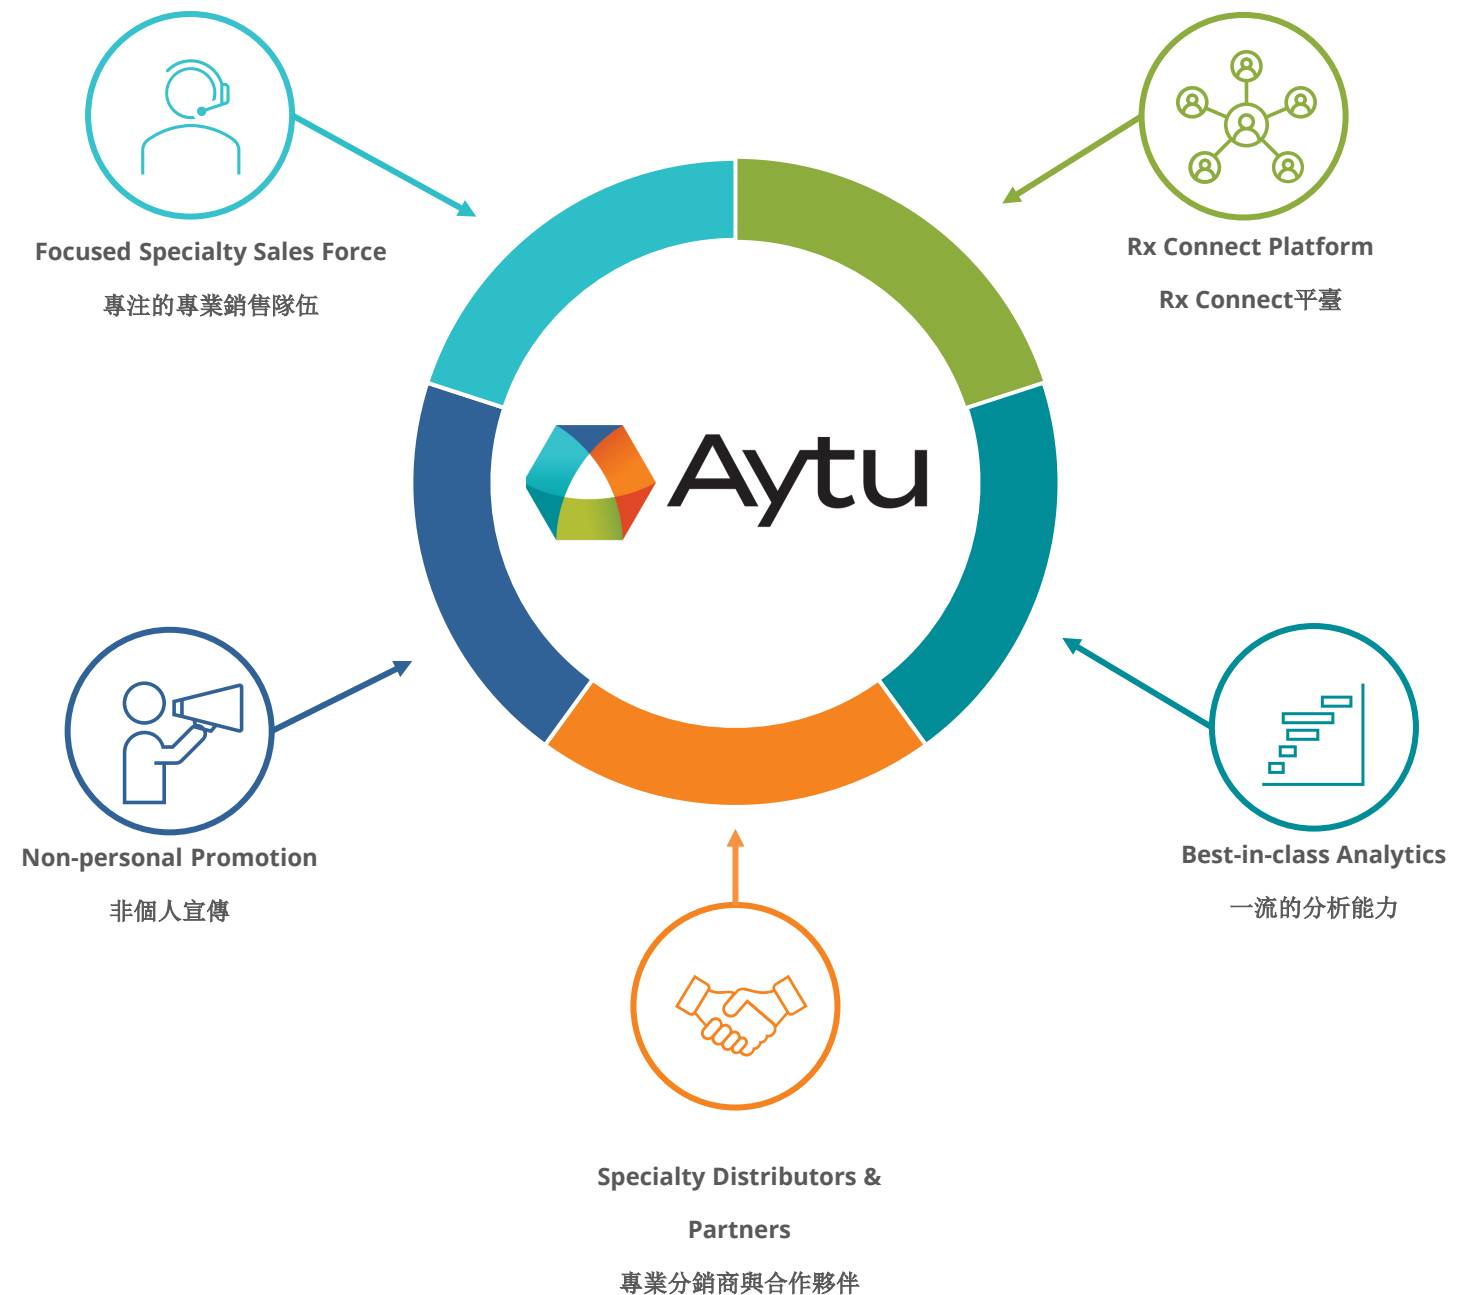 Focused Specialty Sales Force
專注的專業銷售隊伍
Rx Connect Platform
Rx Connect平臺
Aytu
Non-personal Promotion
非個人宣傳
Best-in-class Analytics
一流的分析能力
Specialty Distributors &
Partners
專業分銷商與合作夥伴